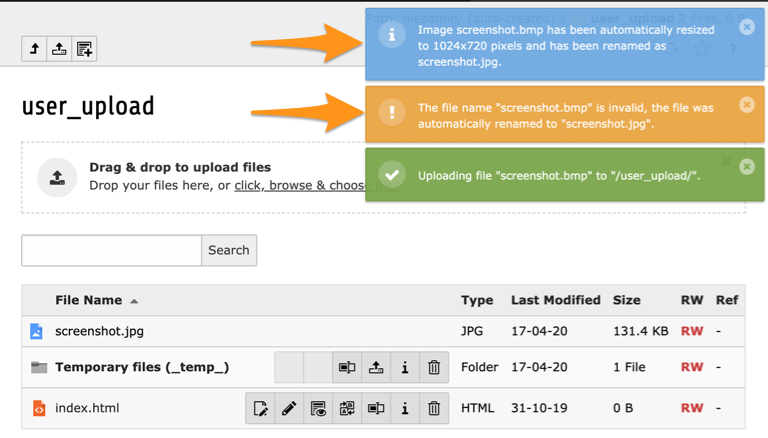 Path: fileadmin/ (auto-created):/ user_upload 2 Files, 0 B
Image screenshot.bmp has been automatically resized
to 1024x720 pixels and has been renamed as
screenshot.jpg.
?
user_upload
The file name "screenshot.bmp" is invalid, the file was
automatically renamed to "screenshot.jpg".
Drag & drop to upload files
Drop your files here, or click, browse & choose
Uploading file "screenshot.bmp" to "/user_upload/".
Search
File Name Type Last Modified Size RW Ref
screenshot.jpg JPG 17-04-20 131.4 KB RW -
Temporary files (_temp_) Folder 17-04-20 1 File RW -
index.html HTML 31-10-19 0 B RW -